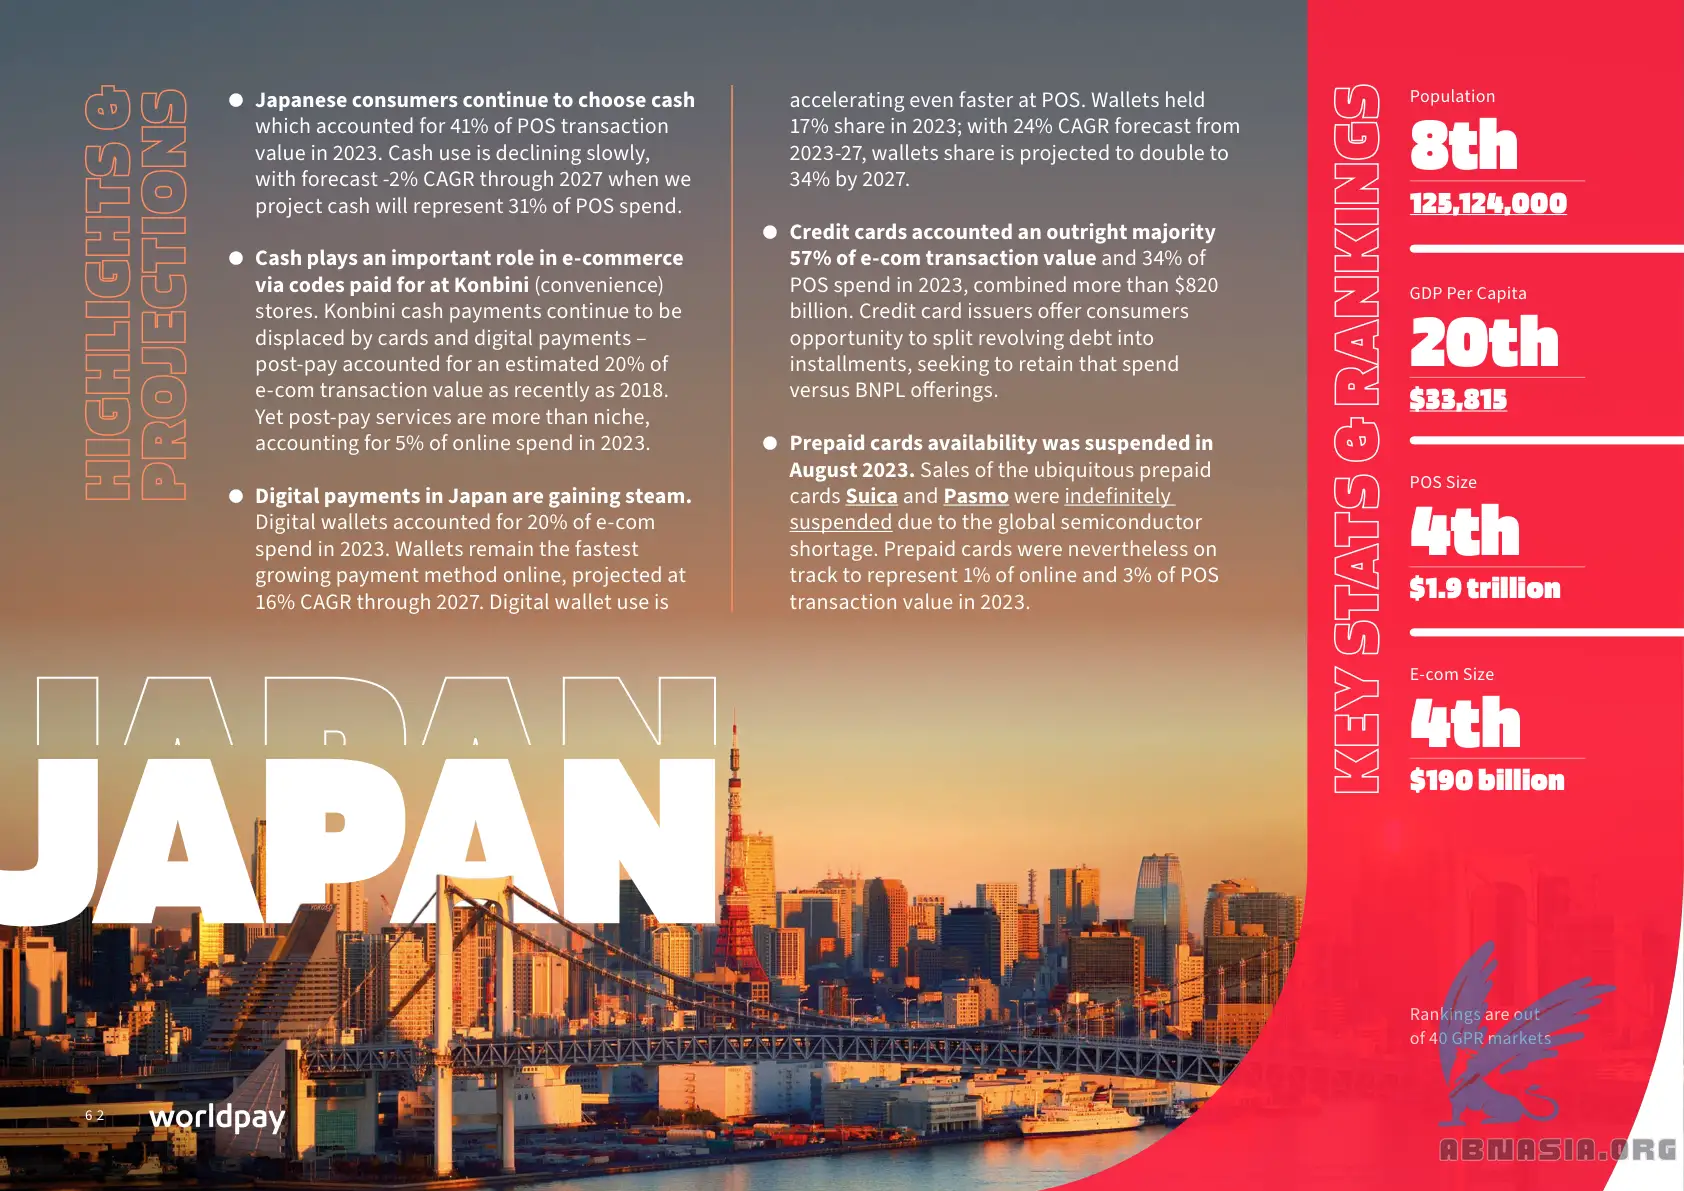 HIGHLIGHTS &
PROJECTIONS
Japanese consumers continue to choose cash
which accounted for 41% of POS transaction
value in 2023. Cash use is declining slowly,
with forecast -2% CAGR through 2027 when we
project cash will represent 31% of POS spend.
Cash plays an important role in e-commerce
via codes paid for at Konbini (convenience)
stores. Konbini cash payments continue to be
displaced by cards and digital payments –
post-pay accounted for an estimated 20% of
e-com transaction value as recently as 2018.
Yet post-pay services are more than niche,
accounting for 5% of online spend in 2023.
Digital payments in Japan are gaining steam.
Digital wallets accounted for 20% of e-com
spend in 2023. Wallets remain the fastest
growing payment method online, projected at
16% CAGR through 2027. Digital wallet use is
accelerating even faster at POS. Wallets held
17% share in 2023; with 24% CAGR forecast from
2023-27, wallets share is projected to double to
34% by 2027.
Credit cards accounted an outright majority
57% of e-com transaction value and 34% of
POS spend in 2023, combined more than $820
billion. Credit card issuers offer consumers
opportunity to split revolving debt into
installments, seeking to retain that spend
versus BNPL offerings.
Prepaid cards availability was suspended in
August 2023. Sales of the ubiquitous prepaid
cards Suica and Pasmo were indefinitely
suspended due to the global semiconductor
shortage. Prepaid cards were nevertheless on
track to represent 1% of online and 3% of POS
transaction value in 2023.
JAPAN
JAPAN
KEY STATS & RANKINGS
Population
8th
125,124,000
GDP Per Capita
20th
$33,815
POS Size
4th
$1.9 trillion
E-com Size
4th
$190 billion
Rankings are out
of 40 GPR markets
62
worldpay
ABNASIA.ORG